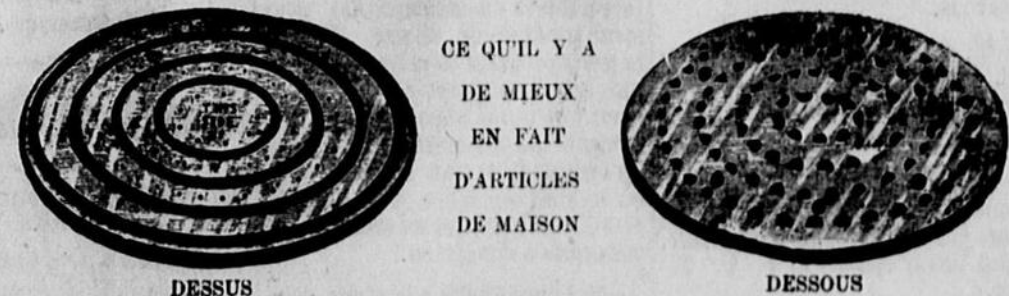 CE QU'IL Y A
DE MIEUX
EN FAIT
D'ARTICLES
DE MAISON
DESSUS
DESSOUS